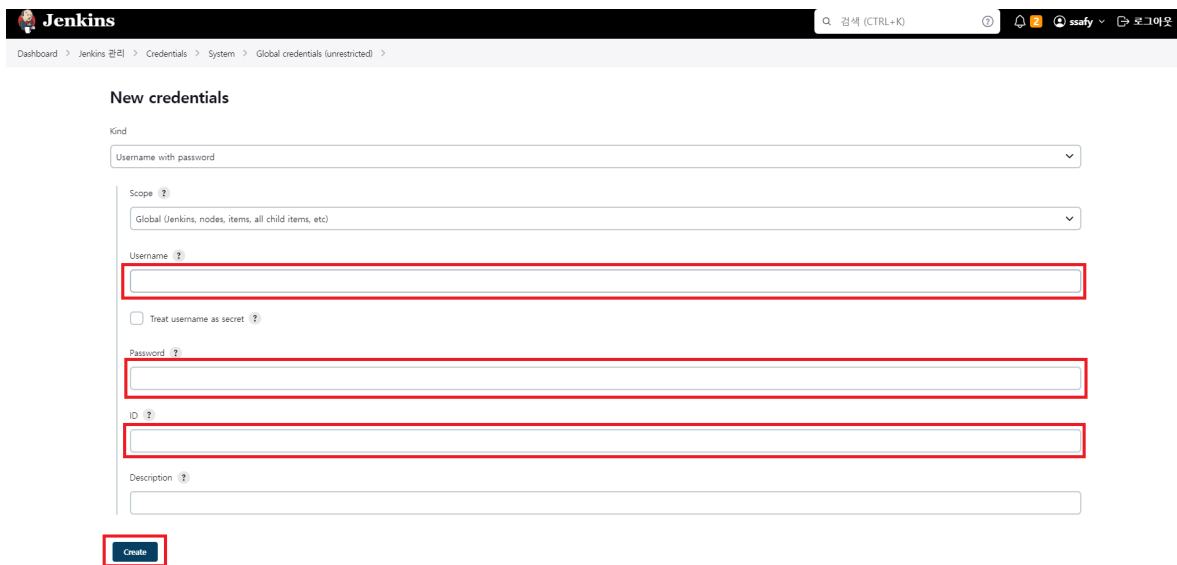 Jenkins 검색 (CTRL+K) ? 2 ssafy 로그아웃
Dashboard > Jenkins 관리 > Credentials > System > Global credentials (unrestricted) >
New credentials
Kind
Username with password
Scope ?
Global (Jenkins, nodes, items, all child items, etc)
Username ?
Treat username as secret ?
Password ?
ID ?
Description ?
Create